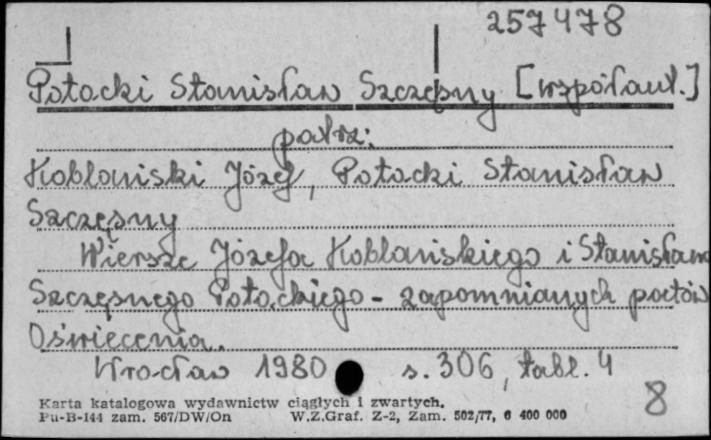 257478
Potocki Stanisław Szczęsny [współaut.]
patrz:
Koblański Józef, Potocki Stanisław
Szczęsny
Wiersze Józefa Koblańskiego i Stanisława
Szczęsnego Potockiego - zapomnianych poetów
Oświecenia.
Wrocław 1980 s. 306, tabl. 4
8
Karta katalogowa wydawnictw ciągłych i zwartych.
Pu-B-144 zam. 567/DW/On W.Z.Graf. Z-2, Zam. 502/77, 6 400 000